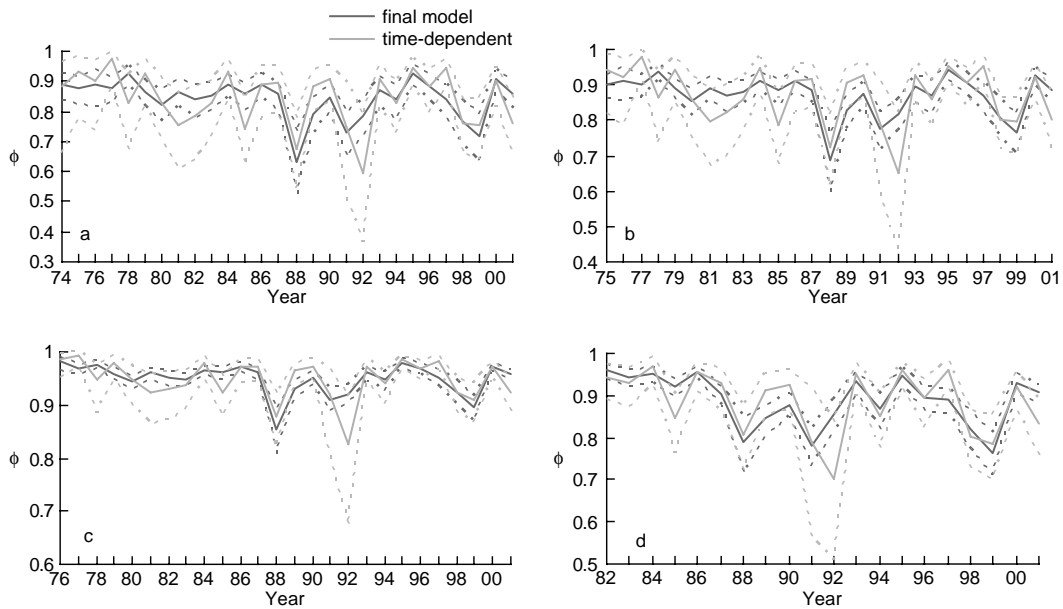 final model
time-dependent
1
0.9
0.8
0.7
0.6
0.5
0.4
0.3
ϕ
a
74 76 78 80 82 84 86 88 90 92 94 96 98 00
Year
1
0.9
0.8
0.7
0.6
0.5
0.4
ϕ
b
75 77 79 81 83 85 87 89 91 93 95 97 99 01
Year
1
0.9
0.8
0.7
0.6
ϕ
c
76 78 80 82 84 86 88 90 92 94 96 98 00
Year
1
0.9
0.8
0.7
0.6
0.5
ϕ
d
82 84 86 88 90 92 94 96 98 00
Year